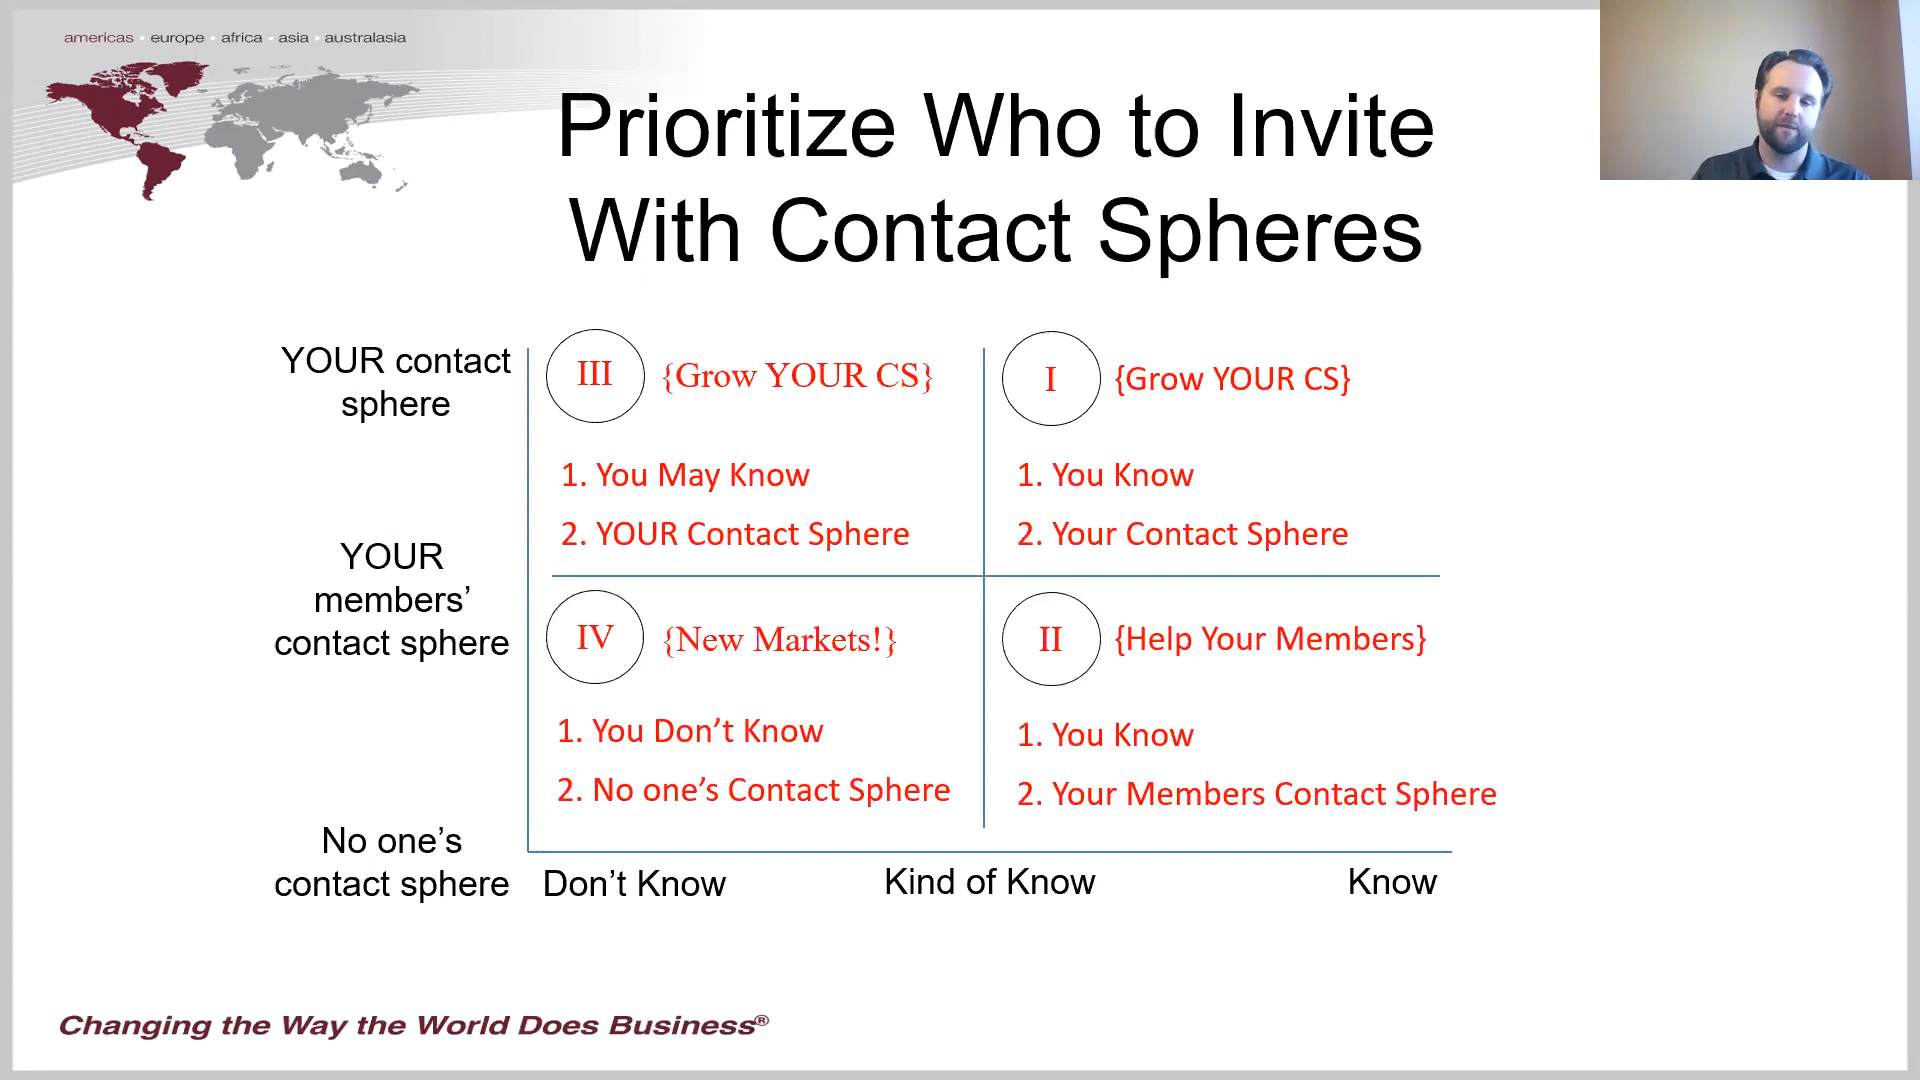 americas • europe • africa • asia • australasia
Prioritize Who to Invite
With Contact Spheres
YOUR contact
sphere
III {Grow YOUR CS}
1. You May Know
2. YOUR Contact Sphere
I {Grow YOUR CS}
1. You Know
2. Your Contact Sphere
YOUR
members’
contact sphere
IV {New Markets!}
1. You Don’t Know
2. No one’s Contact Sphere
II {Help Your Members}
1. You Know
2. Your Members Contact Sphere
No one’s
contact sphere
Don’t Know Kind of Know Know
Changing the Way the World Does Business®